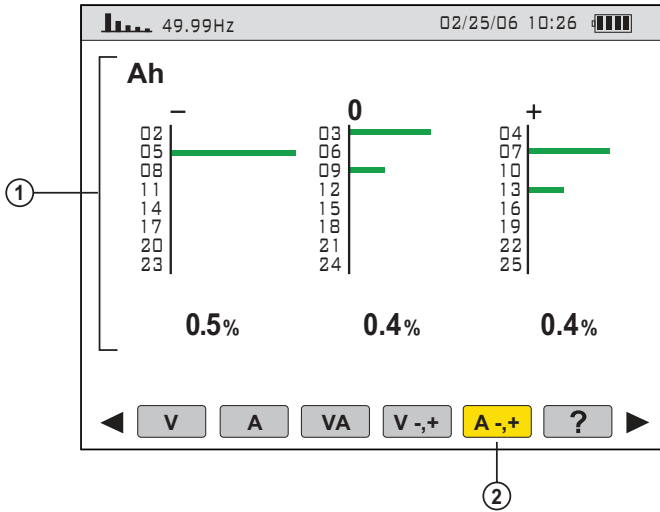 49.99Hz 02/25/06 10:26
Ah
– 0 +
02 03 04
05 06 07
08 09 10
11 12 13
14 15 16
17 18 19
20 21 22
23 24 25
1
0.5% 0.4% 0.4%
V A VA V -,+ A -,+ ?
2